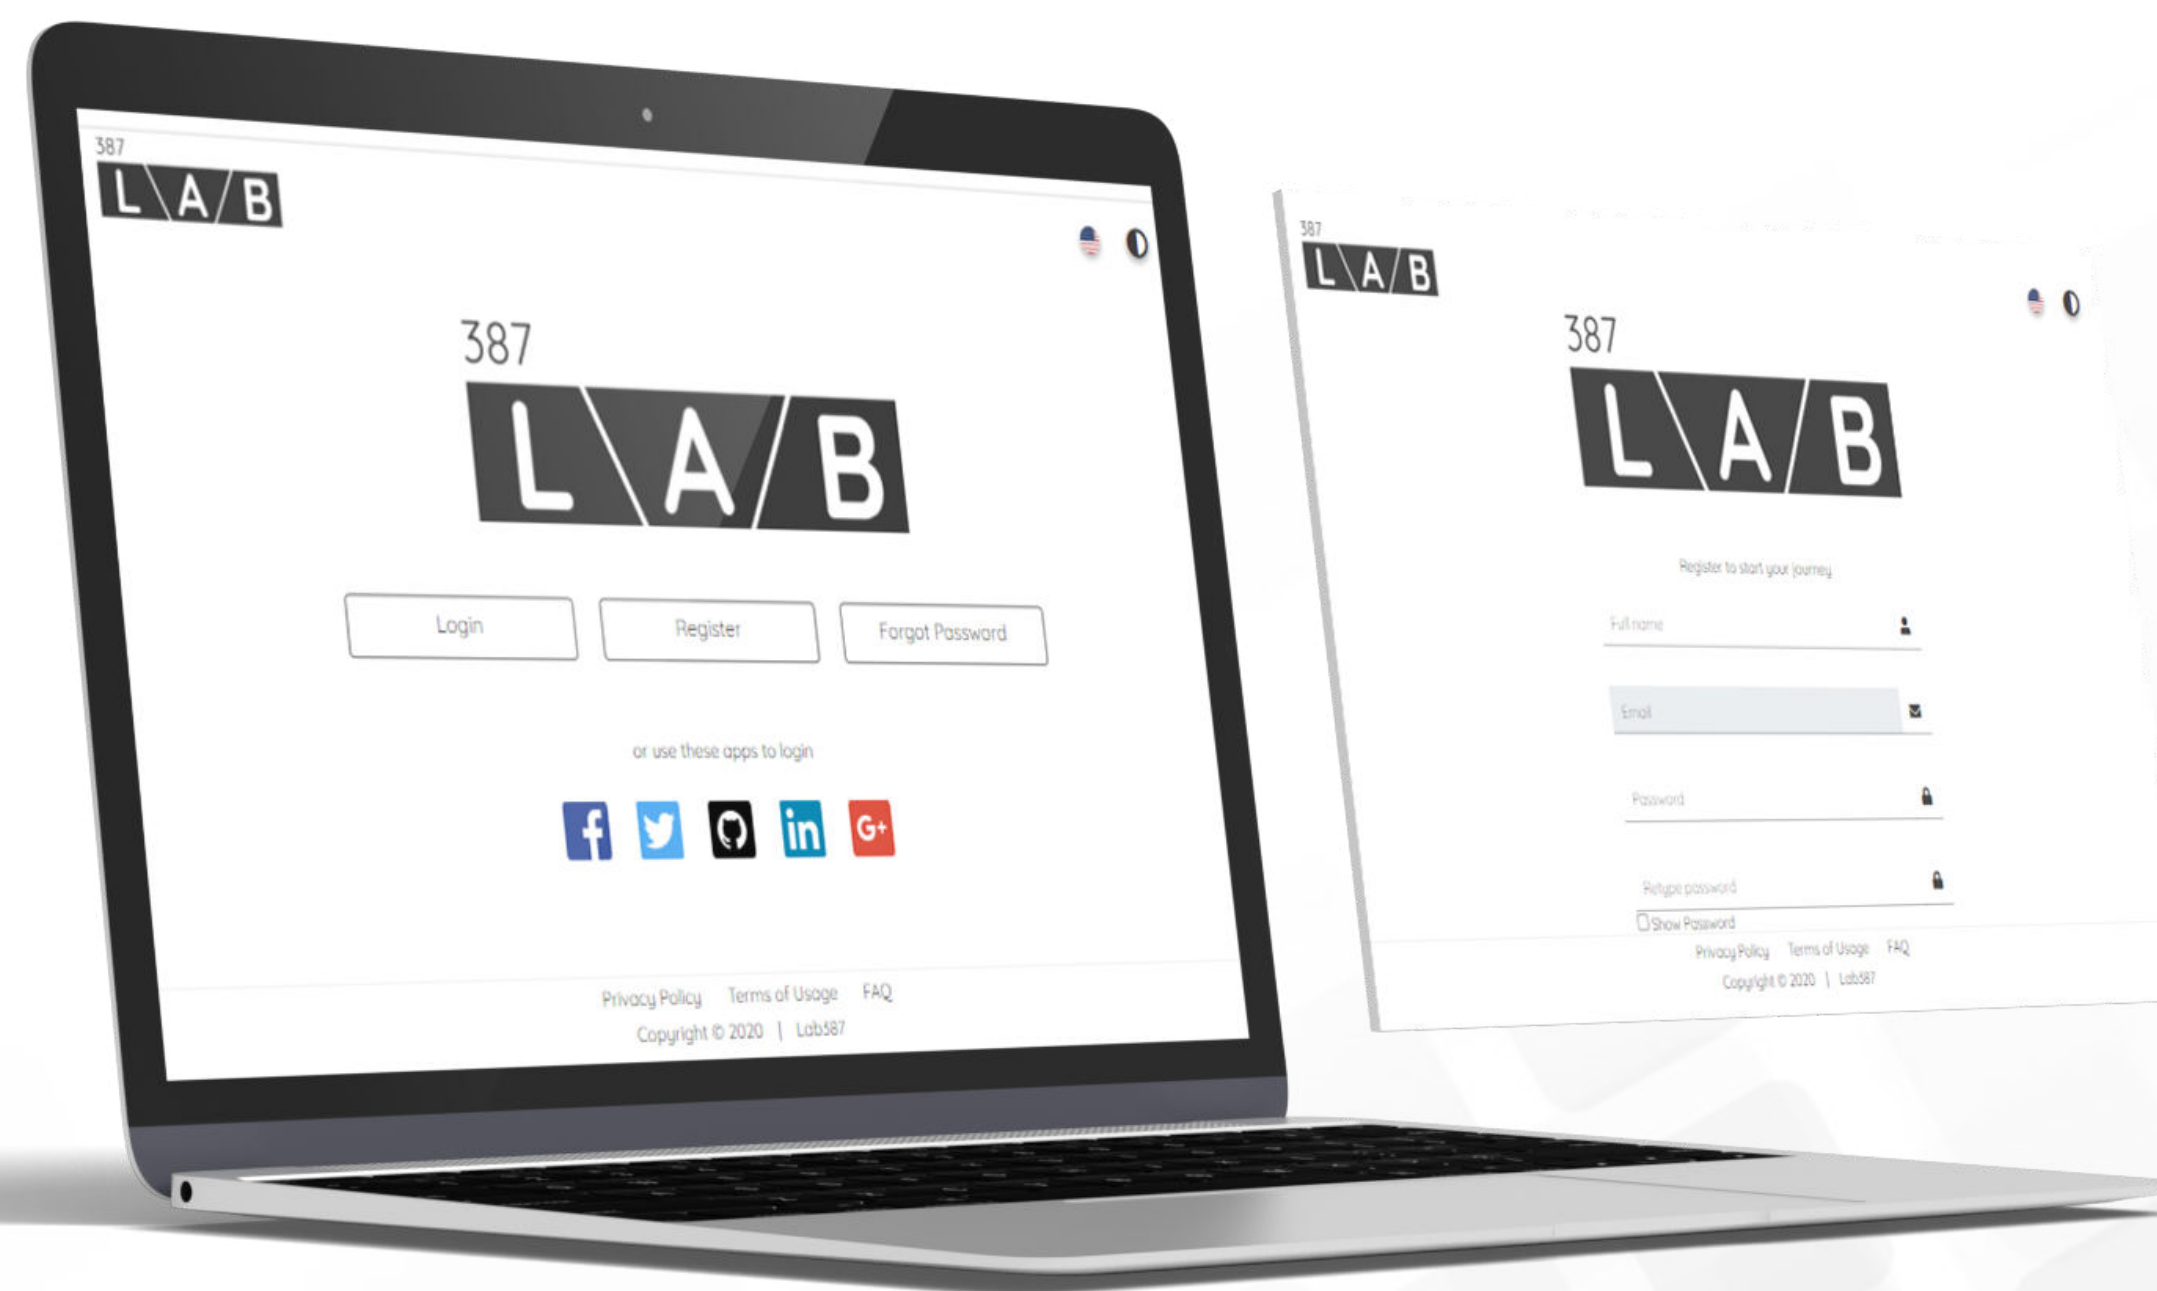 387
L A B
387
L A B
Login
Register
Forgot Password
or use these apps to login
f
in
G+
Privacy Policy
Terms of Usage
FAQ
Copyright © 2020 | Lab387
387
L A B
387
L A B
Register to start your journey
Full name
Email
Password
Retype password
Show Password
Privacy Policy
Terms of Usage
FAQ
Copyright © 2020 | Lab387